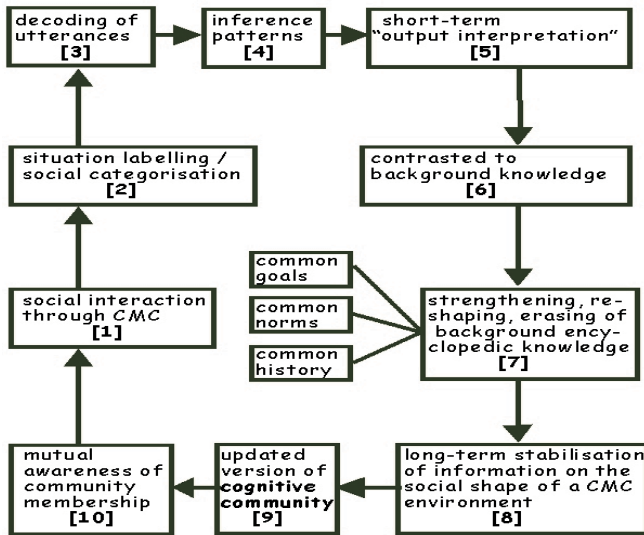 decoding of
utterances
[3]
inference
patterns
[4]
short-term
“output interpretation”
[5]
situation labelling /
social categorisation
[2]
contrasted to
background knowledge
[6]
social interaction
through CMC
[1]
common
goals
common
norms
common
history
strengthening, re-
shaping, erasing of
background ency-
clopedic knowledge
[7]
mutual
awareness of
community
membership
[10]
updated
version of
cognitive
community
[9]
long-term stabilisation
of information on the
social shape of a CMC
environment
[8]